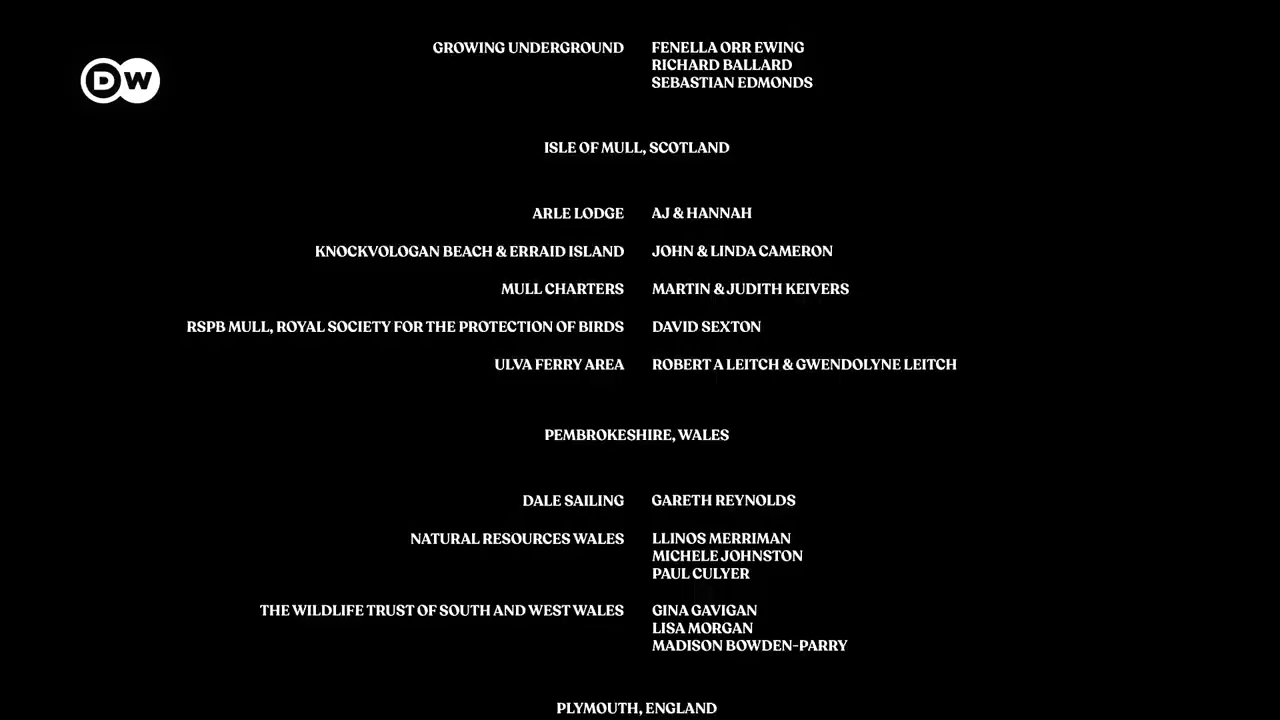 DW
GROWING UNDERGROUND FENELLA ORR EWING
RICHARD BALLARD
SEBASTIAN EDMONDS
ISLE OF MULL, SCOTLAND
ARLE LODGE AJ & HANNAH
KNOCKVOLOGAN BEACH & ERRAID ISLAND JOHN & LINDA CAMERON
MULL CHARTERS MARTIN & JUDITH KEIVERS
RSPB MULL, ROYAL SOCIETY FOR THE PROTECTION OF BIRDS DAVID SEXTON
ULVA FERRY AREA ROBERT A LEITCH & GWENDOLYNE LEITCH
PEMBROKESHIRE, WALES
DALE SAILING GARETH REYNOLDS
NATURAL RESOURCES WALES LLINOS MERRIMAN
MICHELE JOHNSTON
PAUL CULYER
THE WILDLIFE TRUST OF SOUTH AND WEST WALES GINA GAVIGAN
LISA MORGAN
MADISON BOWDEN-PARRY
PLYMOUTH, ENGLAND